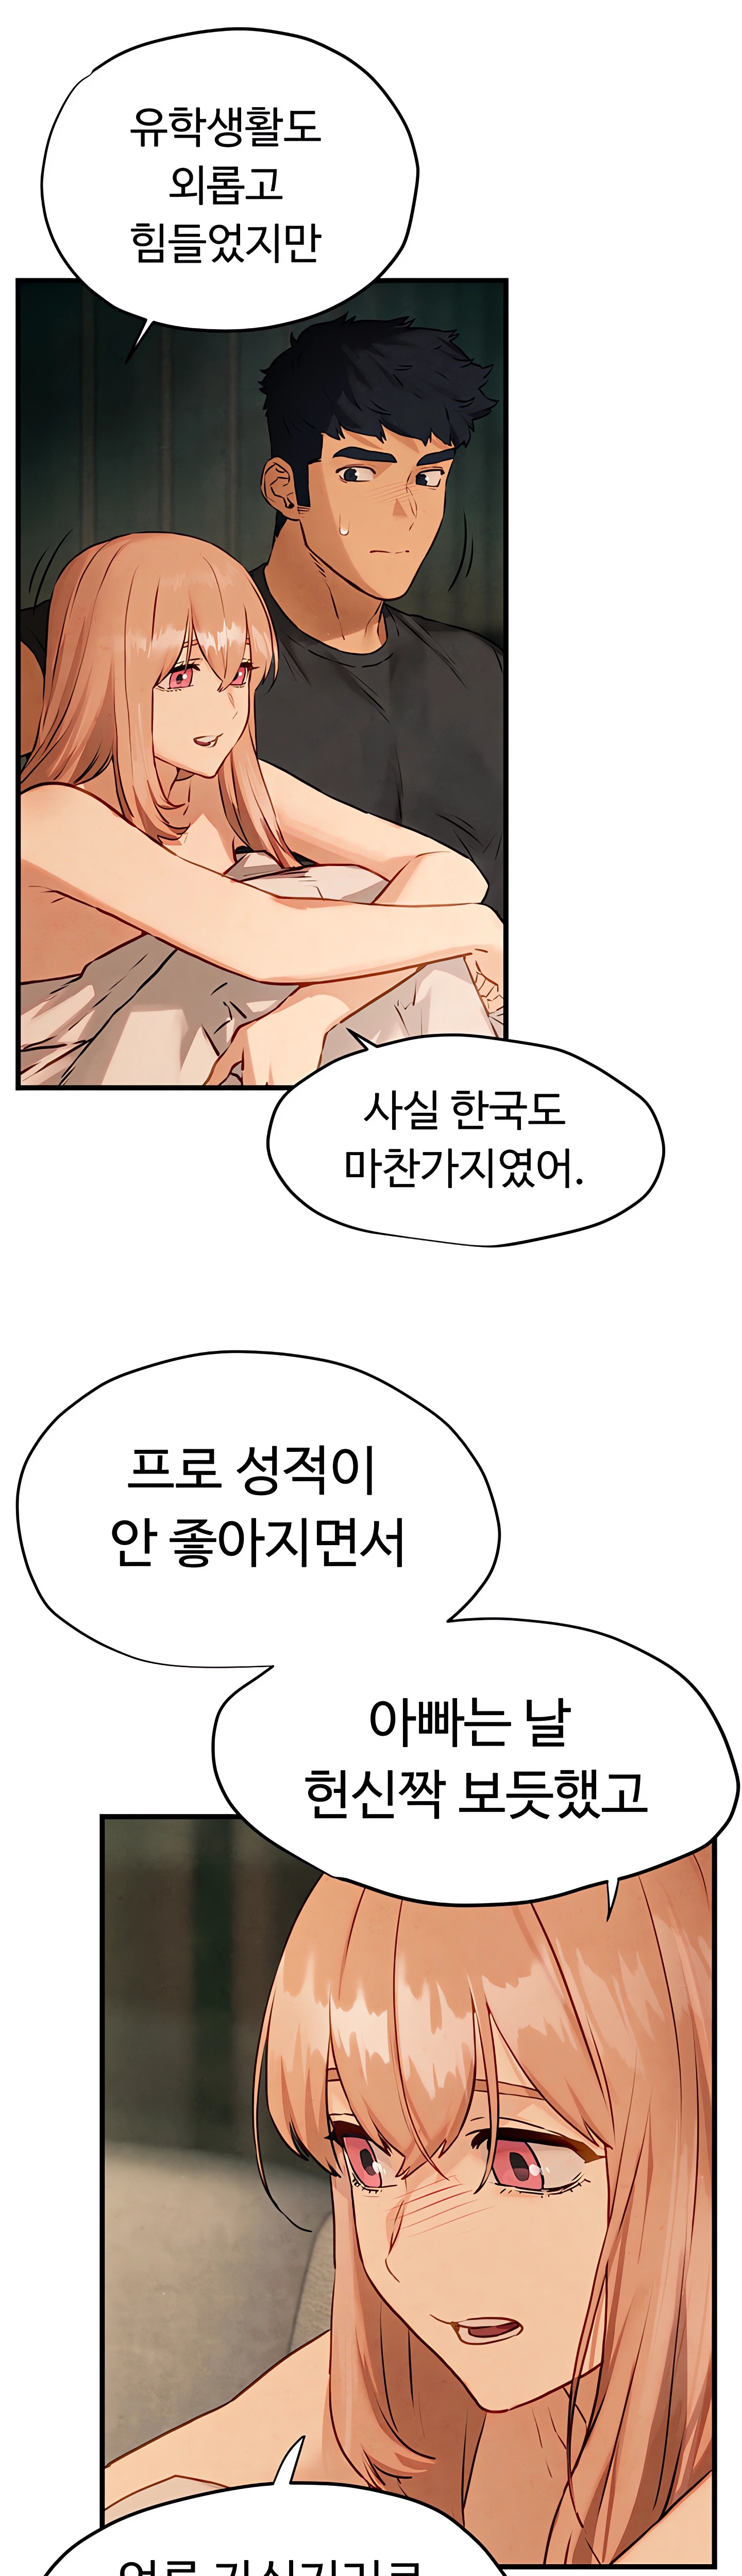 유학생활도
외롭고
힘들었지만
사실 한국도
마찬가지였어.
프로 성적이
안 좋아지면서
아빠는 날
헌신짝 보듯했고